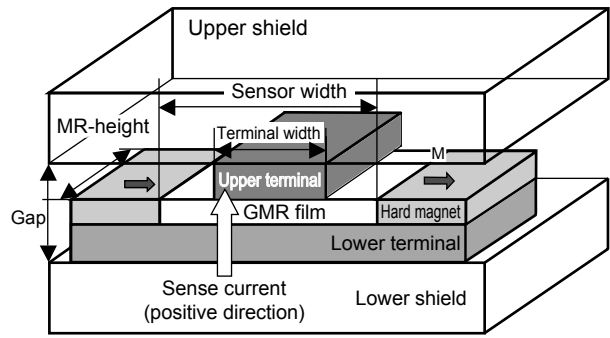 Upper shield
Sensor width
MR-height
Terminal width
M
Upper terminal
Gap
GMR film
Hard magnet
Lower terminal
Sense current
(positive direction)
Lower shield